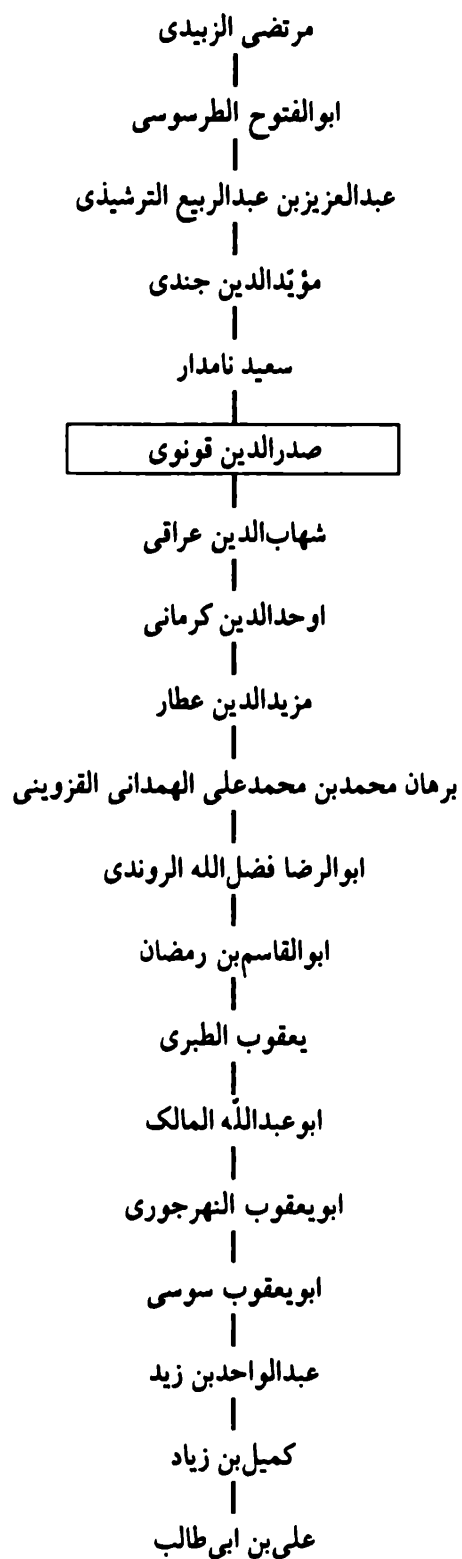 مرتضی الزبیدی
ابوالفتوح الطرسوسی
عبدالعزیزبن عبدالربیع الترشیذی
مؤیّدالدین جندی
سعید نامدار
صدرالدین قونوی
شهاب‌الدین عراقی
اوحدالدین کرمانی
مزیدالدین عطار
برهان محمدبن محمدعلی الهمدانی القزوینی
ابوالرضا فضل‌الله الروندی
ابوالقاسم‌بن رمضان
یعقوب الطبری
ابوعبداللّه المالک
ابویعقوب النهرجوری
ابویعقوب سوسی
عبدالواحدبن زید
کمیل‌بن زیاد
علی‌بن ابی‌طالب